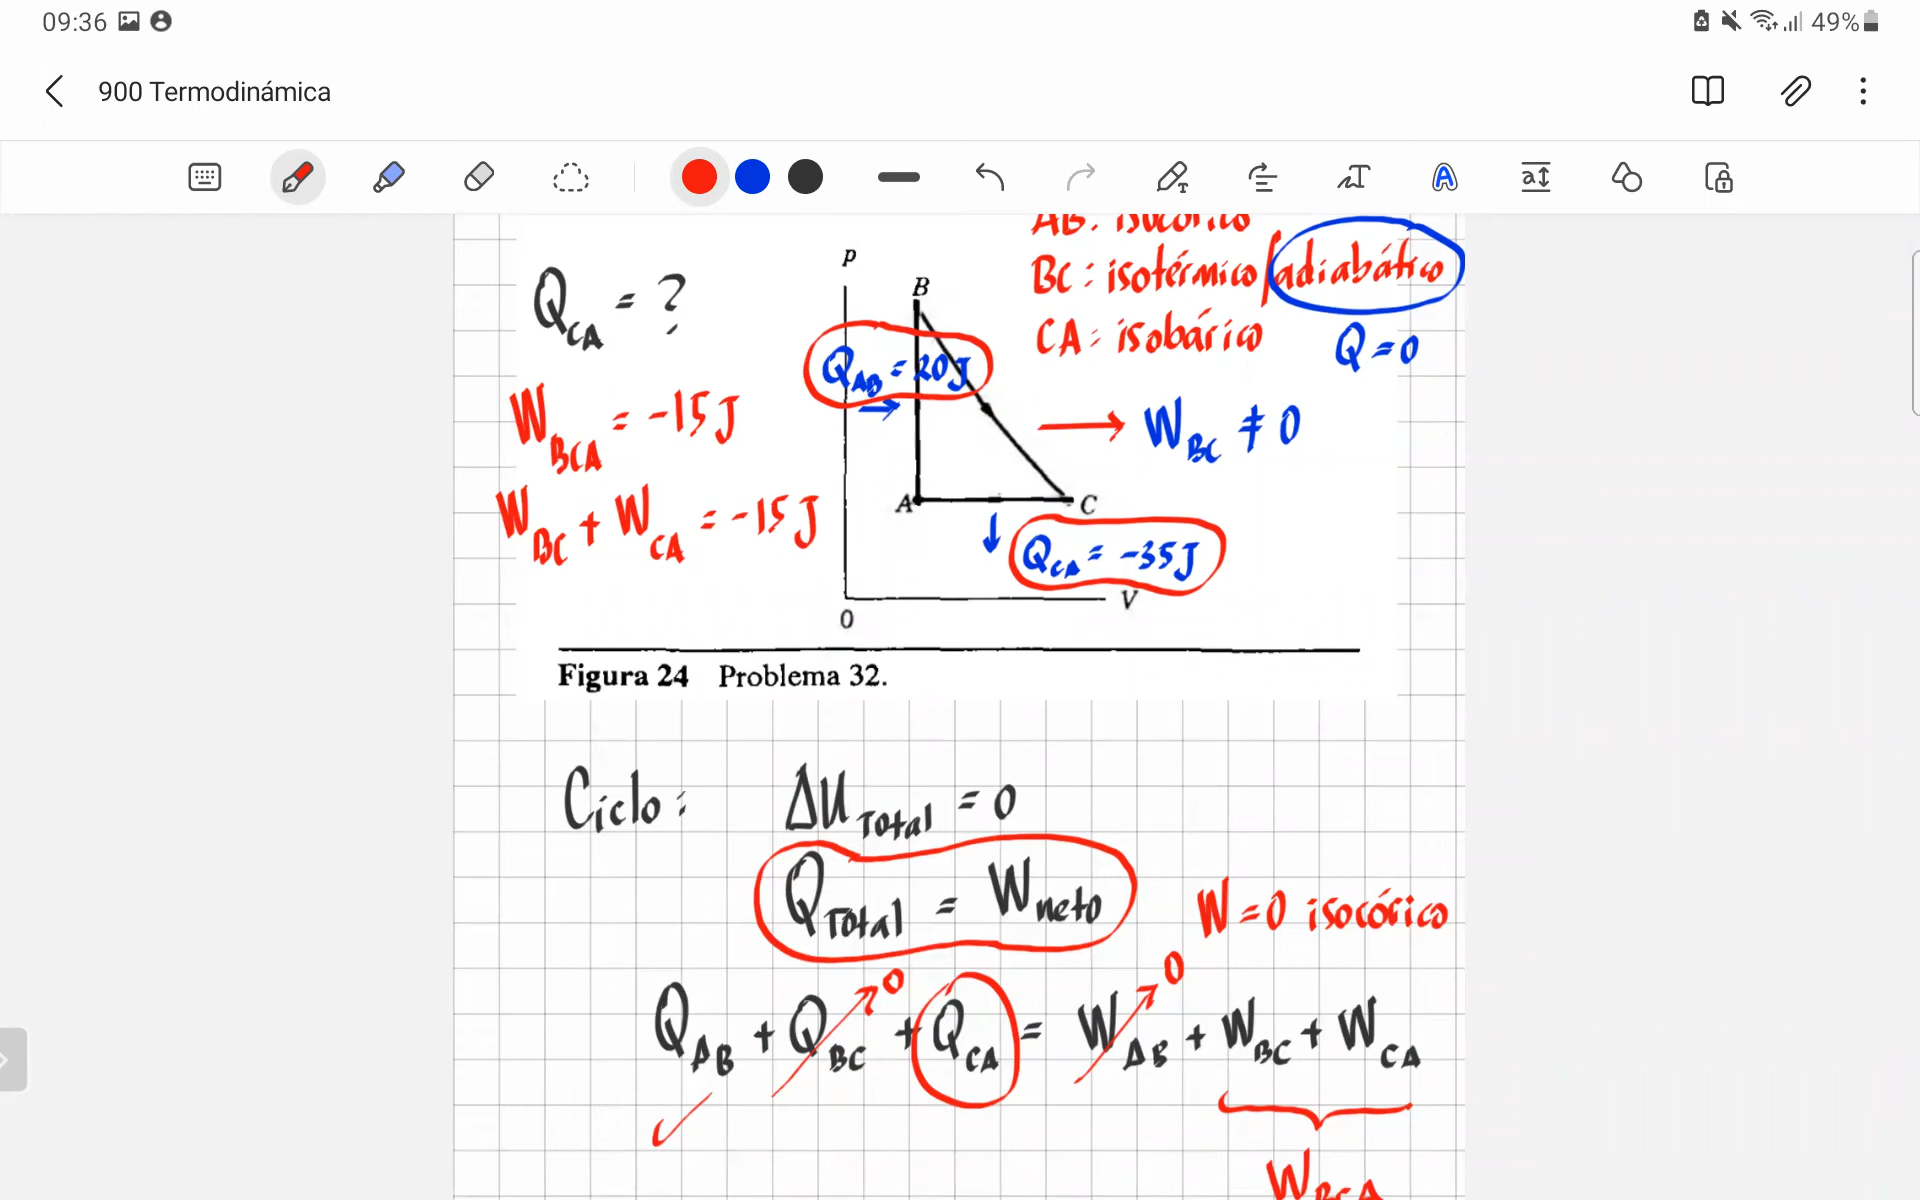 09:36
49%
900 Termodinámica
BC: isotérmico/adiabático
CA: isobárico
Q=0
Q_CA = ?
p
B
Q_AB = 20J
W_BCA = -15J
W_BC ≠ 0
W_BC + W_CA = -15J
A
C
Q_CA = -35J
V
0
Figura 24 Problema 32.
Ciclo: ΔU_Total = 0
Q_Total = W_neto
W=0 isocórico
0
0
Q_AB + Q_BC + Q_CA = W_AB + W_BC + W_CA
W_BCA